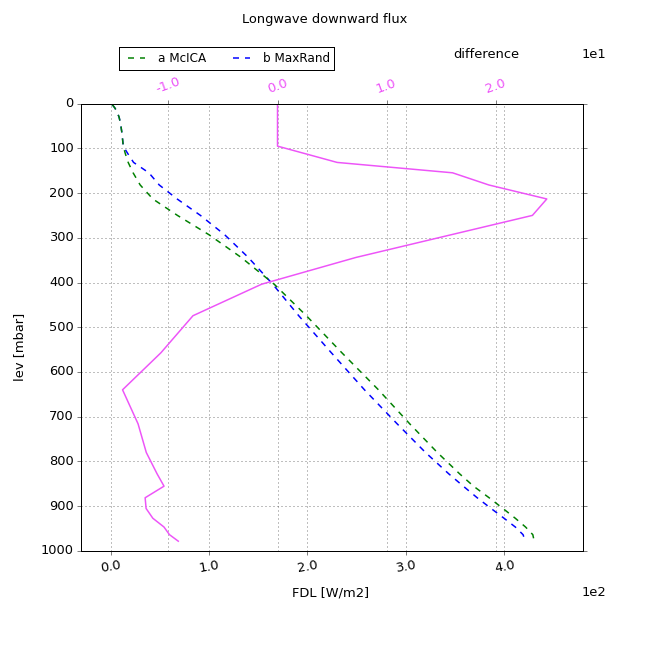 Longwave downward flux
a McICA b MaxRand
difference 1e1
-1.0 0.0 1.0 2.0
0
100
200
300
400
500
600
700
800
900
1000
lev [mbar]
0.0 1.0 2.0 3.0 4.0
FDL [W/m2] 1e2